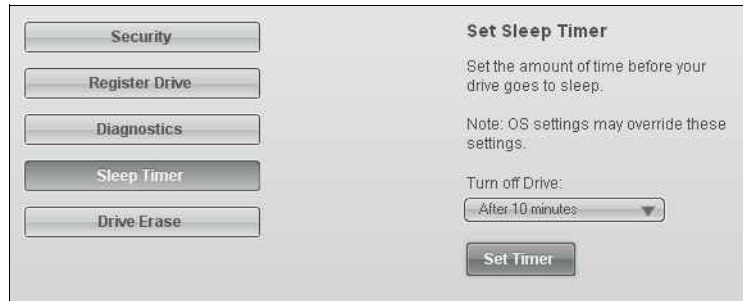 Security
Register Drive
Diagnostics
Sleep Timer
Drive Erase
Set Sleep Timer
Set the amount of time before your
drive goes to sleep.
Note: OS settings may override these
settings.
Turn off Drive:
After 10 minutes
Set Timer